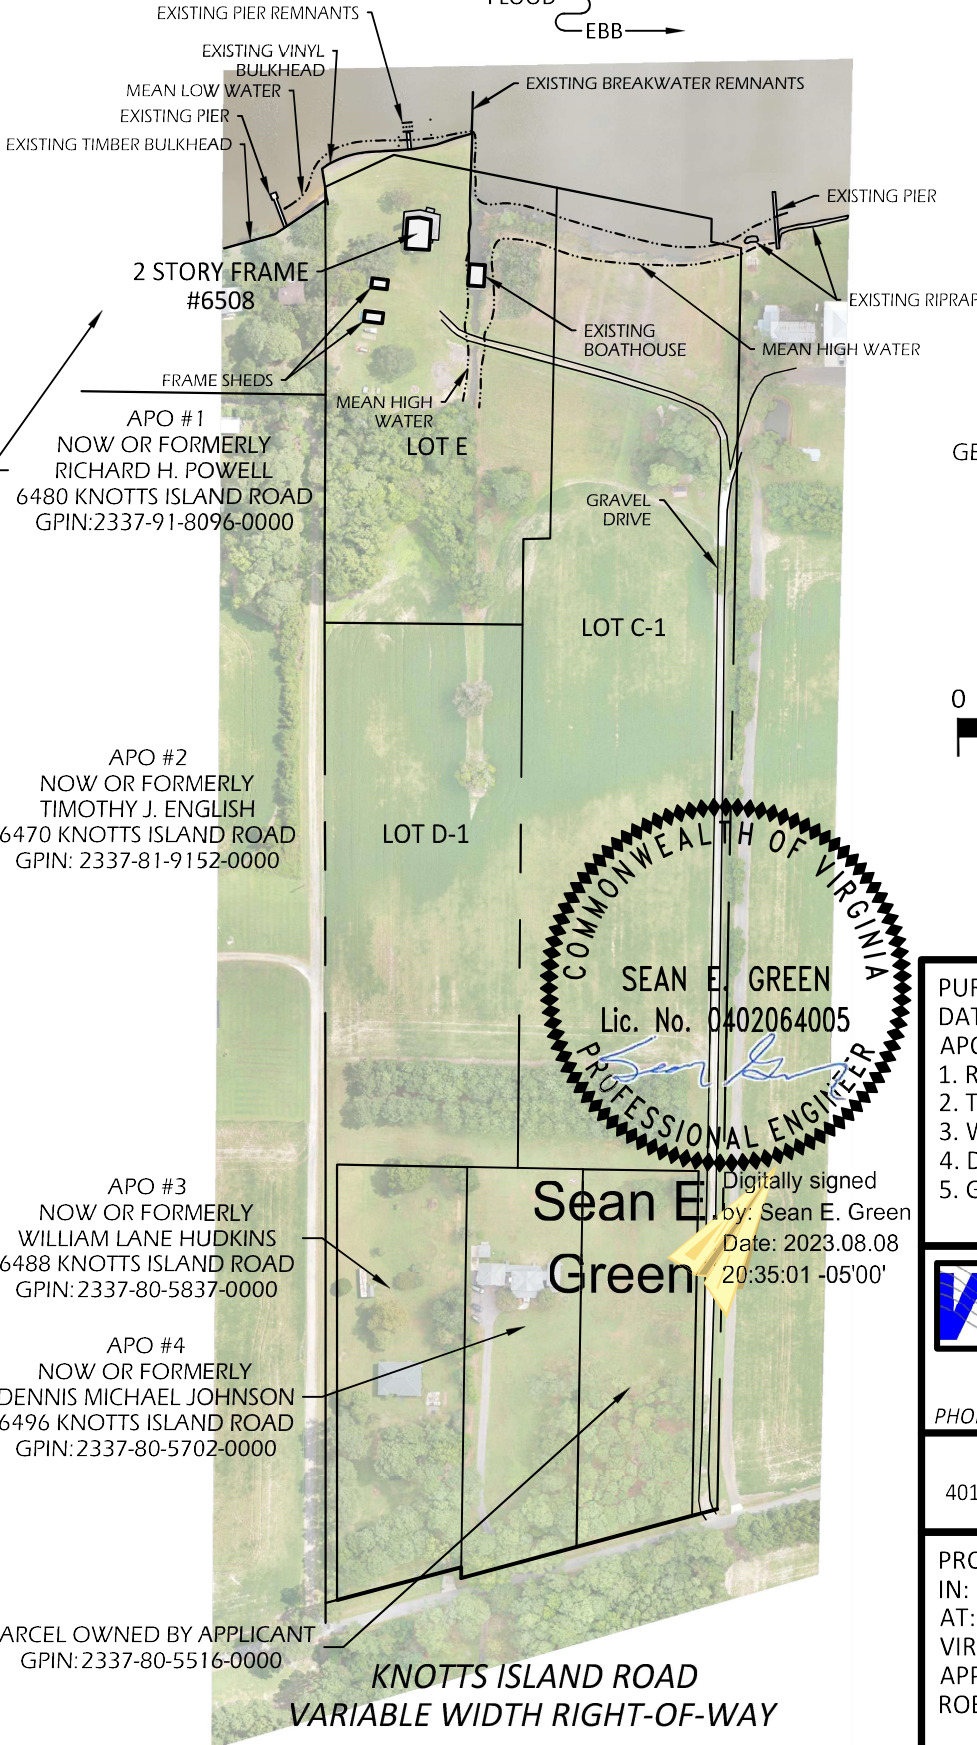 FLOOD
EBB
EXISTING PIER REMNANTS
EXISTING VINYL
BULKHEAD
MEAN LOW WATER
EXISTING PIER
EXISTING TIMBER BULKHEAD
EXISTING BREAKWATER REMNANTS
EXISTING PIER
2 STORY FRAME
#6508
EXISTING RIPRAP
EXISTING
BOATHOUSE
MEAN HIGH WATER
FRAME SHEDS
MEAN HIGH
WATER
LOT E
APO #1
NOW OR FORMERLY
RICHARD H. POWELL
6480 KNOTTS ISLAND ROAD
GPIN:2337-91-8096-0000
GRAVEL
DRIVE
LOT C-1
0
APO #2
NOW OR FORMERLY
TIMOTHY J. ENGLISH
6470 KNOTTS ISLAND ROAD
GPIN: 2337-81-9152-0000
LOT D-1
COMMONWEALTH OF VIRGINIA
SEAN E. GREEN
Lic. No. 0402064005
Sean Green
PROFESSIONAL ENGINEER
Sean E.
Green
Digitally signed
by: Sean E. Green
Date: 2023.08.08
20:35:01 -05'00'
APO #3
NOW OR FORMERLY
WILLIAM LANE HUDKINS
6488 KNOTTS ISLAND ROAD
GPIN:2337-80-5837-0000
APO #4
NOW OR FORMERLY
DENNIS MICHAEL JOHNSON
6496 KNOTTS ISLAND ROAD
GPIN:2337-80-5702-0000
ARCEL OWNED BY APPLICANT
GPIN:2337-80-5516-0000
KNOTTS ISLAND ROAD
VARIABLE WIDTH RIGHT-OF-WAY
GE
PUR
DAT
APO
1. R
2. T
3. W
4. D
5. G
PHO
401
PRO
IN:
AT:
VIR
APP
ROB